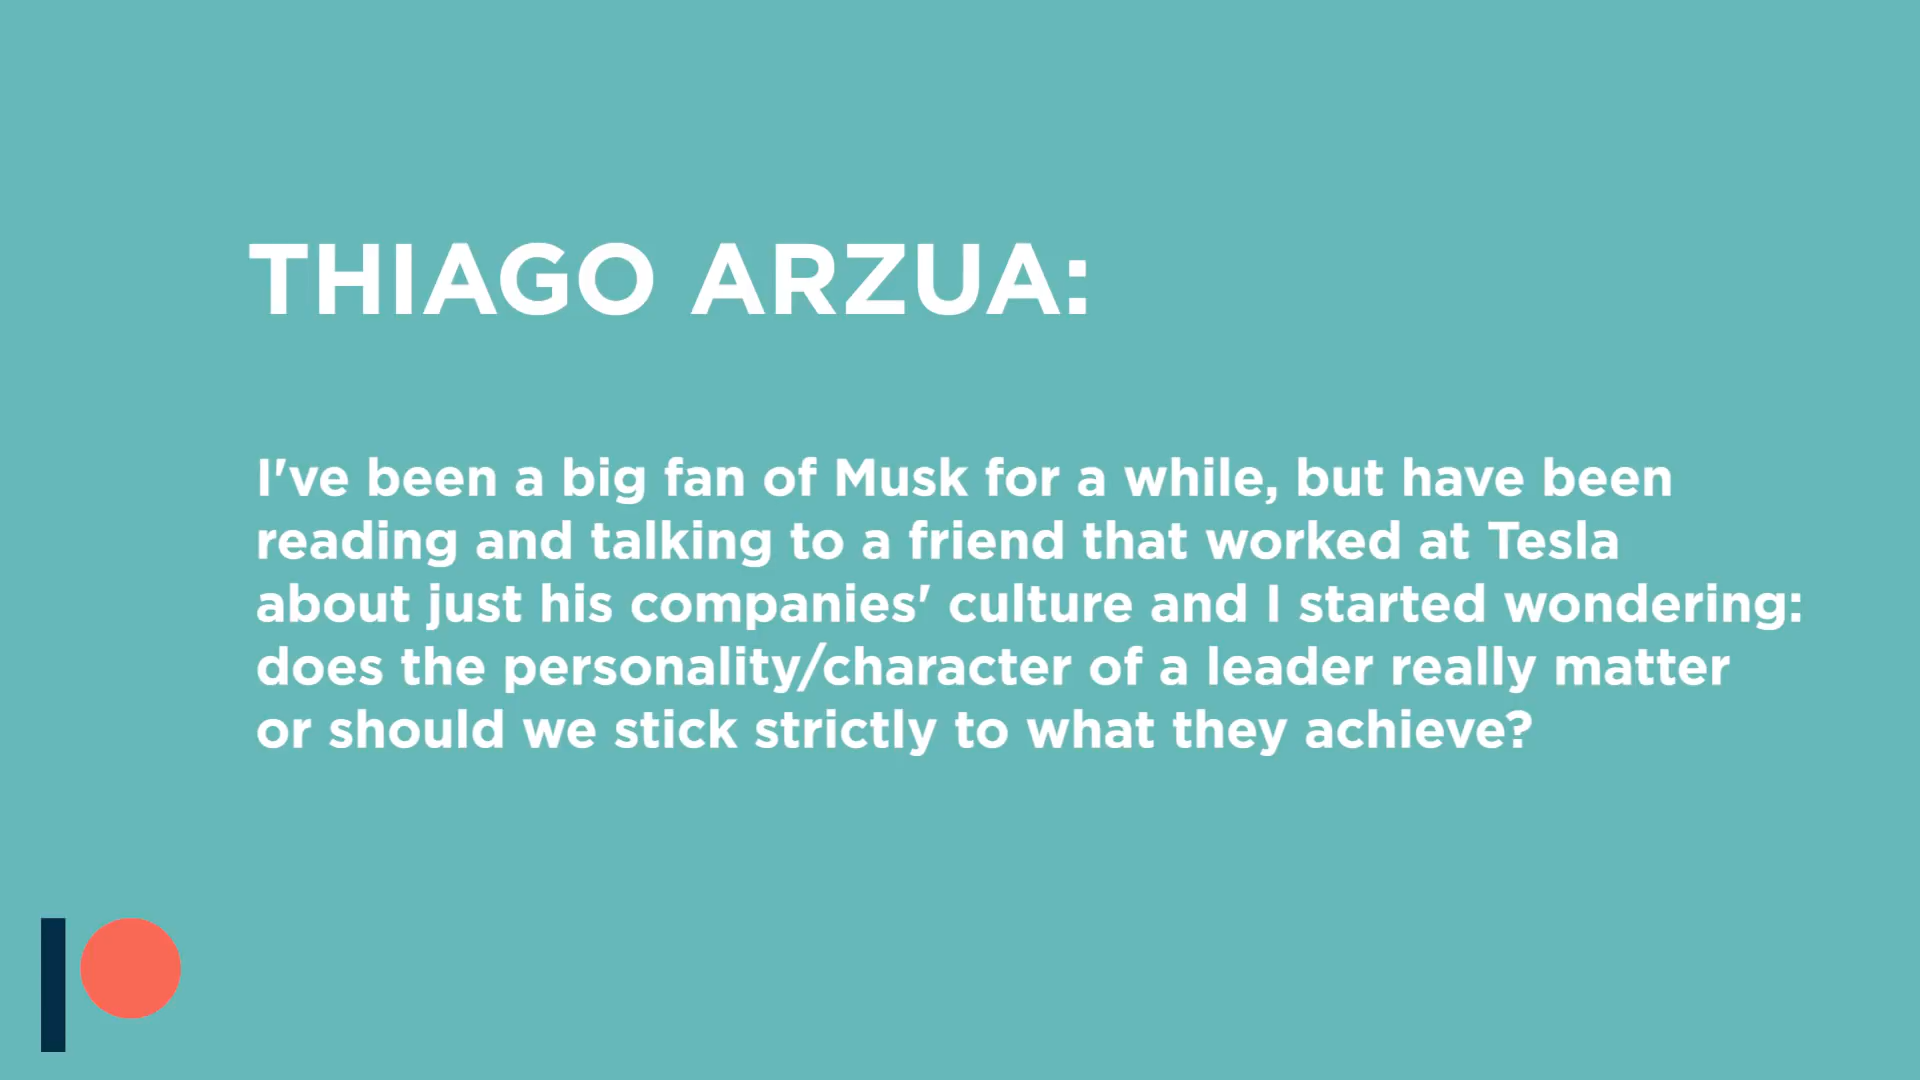 THIAGO ARZUA:
I've been a big fan of Musk for a while, but have been
reading and talking to a friend that worked at Tesla
about just his companies' culture and I started wondering:
does the personality/character of a leader really matter
or should we stick strictly to what they achieve?